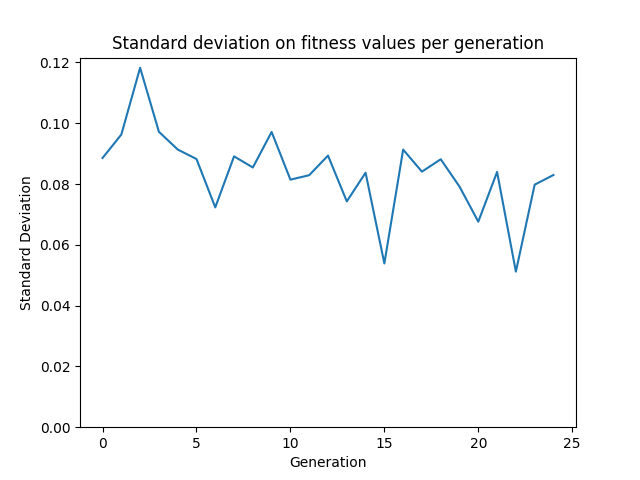 Standard deviation on fitness values per generation
0.12
0.10
0.08
0.06
0.04
0.02
0.00
Standard Deviation
0 5 10 15 20 25
Generation